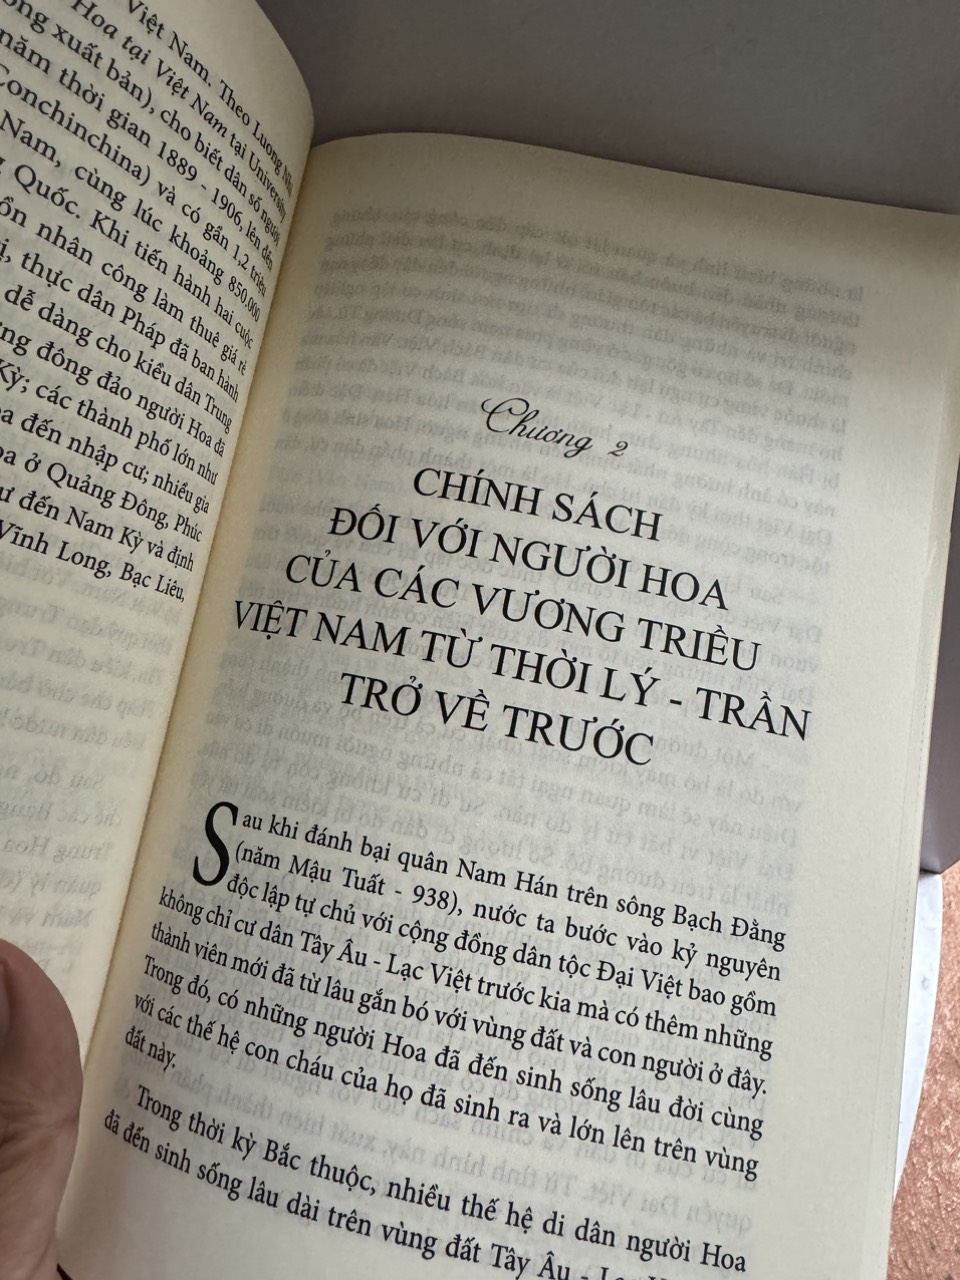 Việt Nam. Theo Luong
Hoa tại Việt Nam tại University
xuất bản), cho biết dân số người
năm thời gian 1889 - 1906, lên đến
Conchinchina) và có gần 1,2 triệu
Nam, cùng lúc khoảng 850.000
Quốc. Khi tiến hành hai cuộc
nhân công làm thuê giá rẻ
thực dân Pháp đã ban hành
dễ dàng cho kiều dân Trung
đông đảo người Hoa đã
Kỳ; các thành phố lớn như
đến nhập cư; nhiều gia
ở Quảng Đông, Phúc
đến Nam Kỳ và định
Vĩnh Long, Bạc Liêu,
Chương 2
CHÍNH SÁCH
ĐỐI VỚI NGƯỜI HOA
CỦA CÁC VƯƠNG TRIỀU
VIỆT NAM TỪ THỜI LÝ - TRẦN
TRỞ VỀ TRƯỚC
Sau khi đánh bại quân Nam Hán trên sông Bạch Đằng
(năm Mậu Tuất - 938), nước ta bước vào kỷ nguyên
độc lập tự chủ với cộng đồng dân tộc Đại Việt bao gồm
không chỉ cư dân Tây Âu - Lạc Việt trước kia mà có thêm những
thành viên mới đã từ lâu gắn bó với vùng đất và con người ở đây.
Trong đó, có những người Hoa đã đến sinh sống lâu đời cùng
với các thế hệ con cháu của họ đã sinh ra và lớn lên trên vùng
đất này.
Trong thời kỳ Bắc thuộc, nhiều thế hệ di dân người Hoa
đã đến sinh sống lâu dài trên vùng đất Tây Âu - Lạc